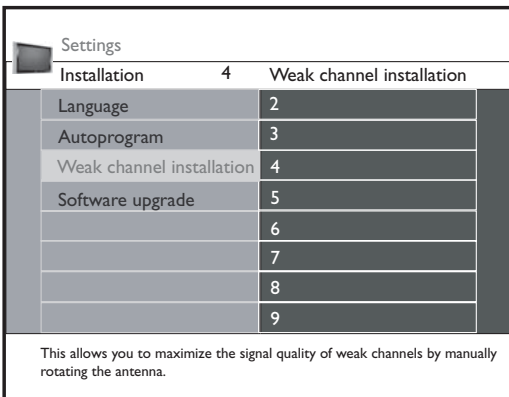 Settings
Installation 4 Weak channel installation
Language 2
Autoprogram 3
Weak channel installation 4
Software upgrade 5
6
7
8
9
This allows you to maximize the signal quality of weak channels by manually
rotating the antenna.